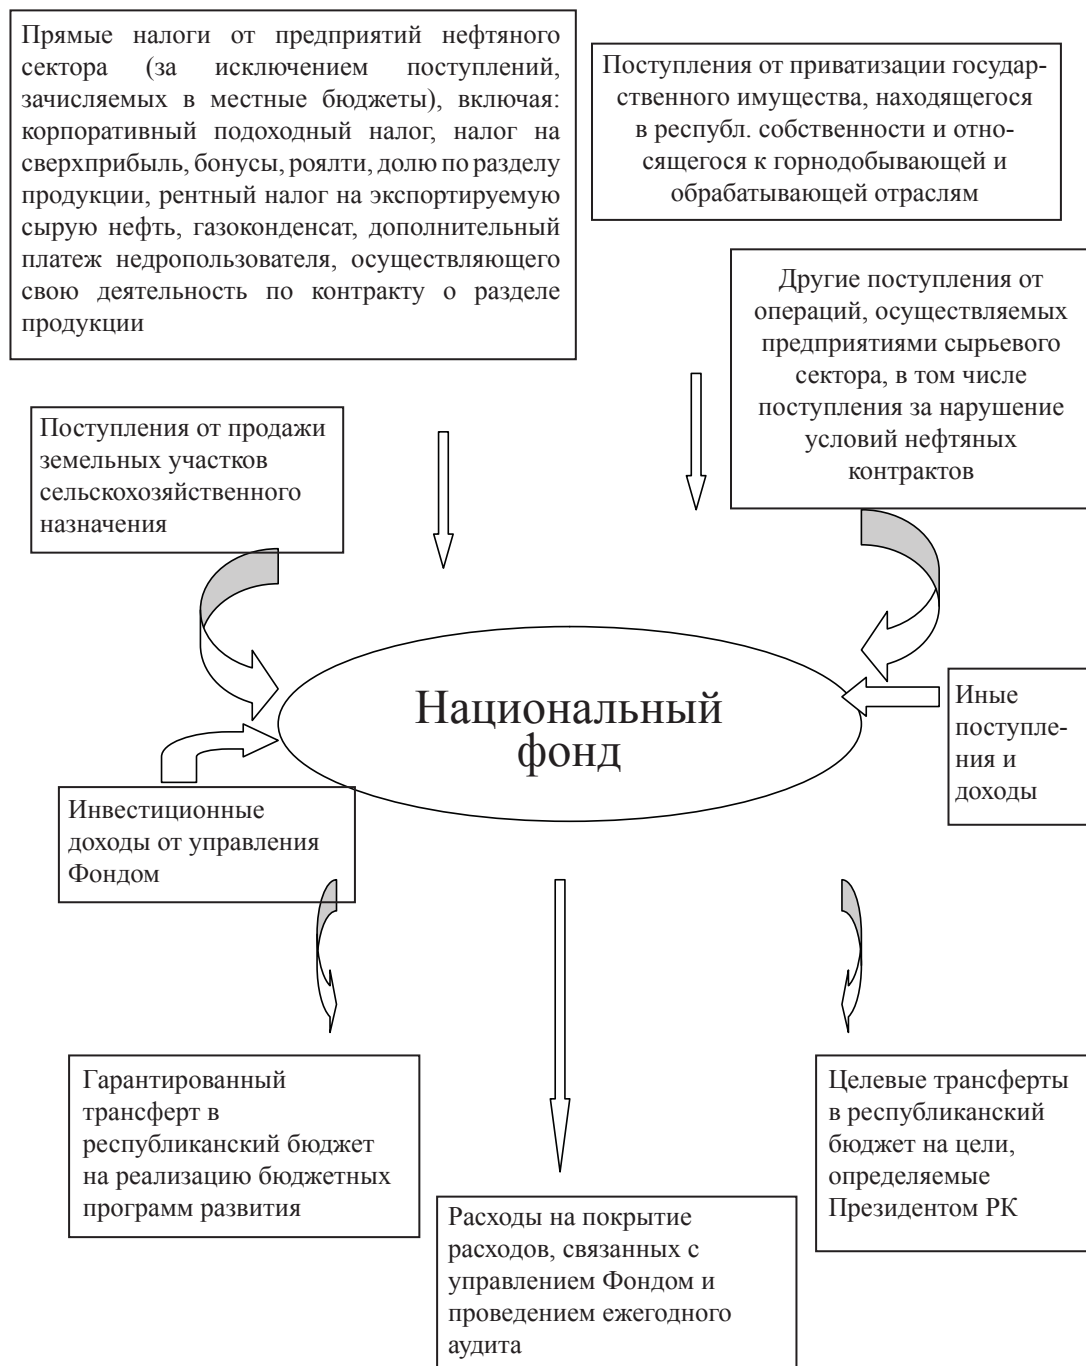 Прямые налоги от предприятий нефтяного
сектора (за исключением поступлений,
зачисляемых в местные бюджеты), включая:
корпоративный подоходный налог, налог на
сверхприбыль, бонусы, роялти, долю по разделу
продукции, рентный налог на экспортируемую
сырую нефть, газоконденсат, дополнительный
платеж недропользователя, осуществляющего
свою деятельность по контракту о разделе
продукции
Поступления от приватизации государ-
ственного имущества, находящегося
в республ. собственности и отно-
сящегося к горнодобывающей и
обрабатывающей отраслям
Другие поступления от
операций, осуществляемых
предприятиями сырьевого
сектора, в том числе
поступления за нарушение
условий нефтяных
контрактов
Поступления от продажи
земельных участков
сельскохозяйственного
назначения
Национальный
фонд
Иные
поступле-
ния и
доходы
Инвестиционные
доходы от управления
Фондом
Гарантированный
трансферт в
республиканский бюджет
на реализацию бюджетных
программ развития
Расходы на покрытие
расходов, связанных с
управлением Фондом и
проведением ежегодного
аудита
Целевые трансферты
в республиканский
бюджет на цели,
определяемые
Президентом РК